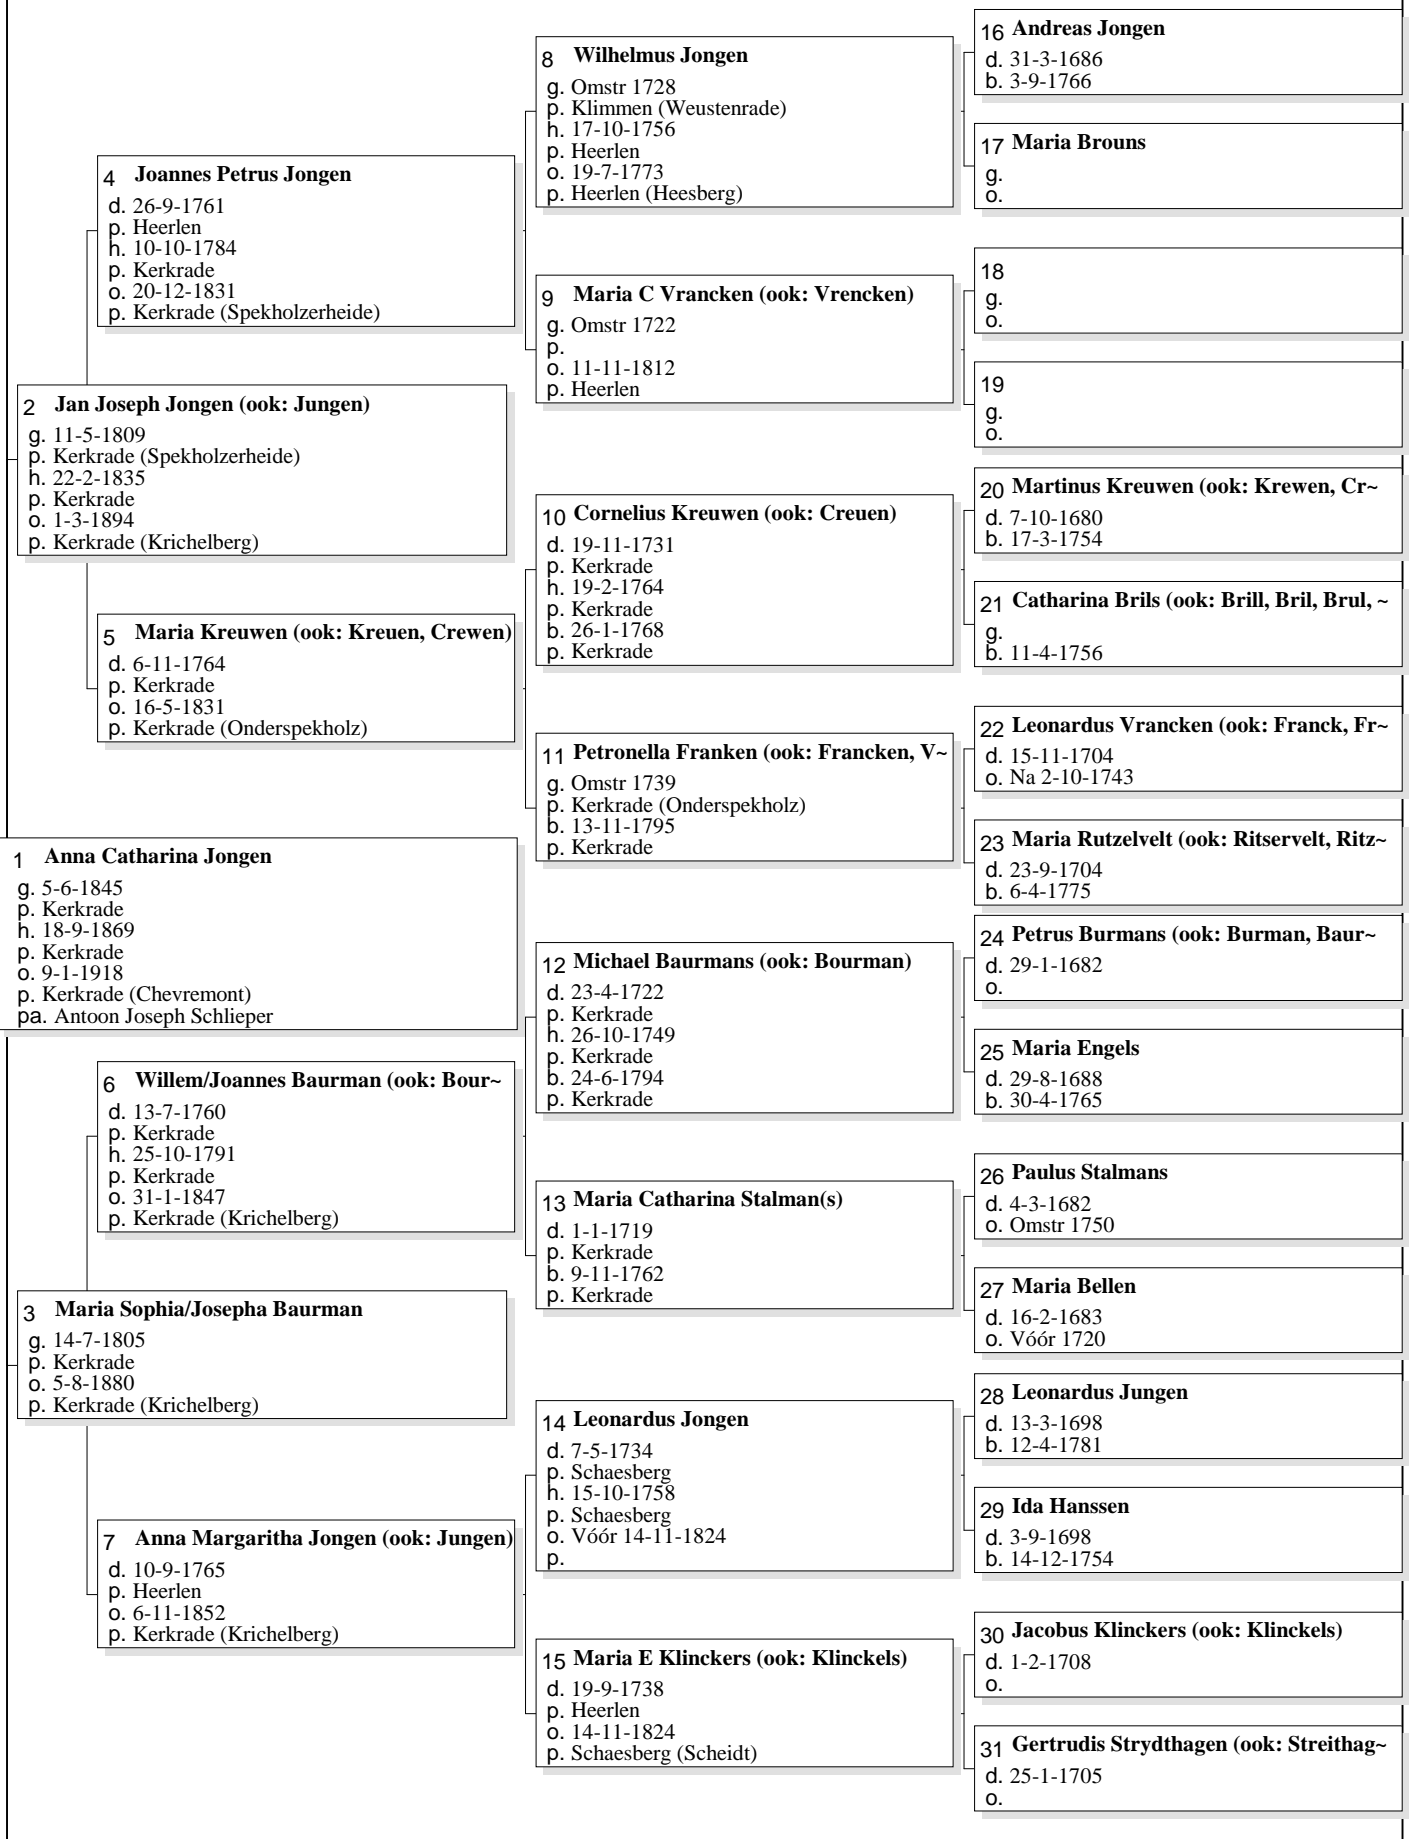 16 Andreas Jongen
d. 31-3-1686
b. 3-9-1766
8 Wilhelmus Jongen
g. Omstr 1728
p. Klimmen (Weustenrade)
h. 17-10-1756
p. Heerlen
o. 19-7-1773
p. Heerlen (Heesberg)
17 Maria Brouns
g.
o.
4 Joannes Petrus Jongen
d. 26-9-1761
p. Heerlen
h. 10-10-1784
p. Kerkrade
o. 20-12-1831
p. Kerkrade (Spekholzerheide)
18
g.
o.
9 Maria C Vrancken (ook: Vrencken)
g. Omstr 1722
p.
o. 11-11-1812
p. Heerlen
19
g.
o.
2 Jan Joseph Jongen (ook: Jungen)
g. 11-5-1809
p. Kerkrade (Spekholzerheide)
h. 22-2-1835
p. Kerkrade
o. 1-3-1894
p. Kerkrade (Krichelberg)
20 Martinus Kreuwen (ook: Krewen, Cr~
d. 7-10-1680
b. 17-3-1754
10 Cornelius Kreuwen (ook: Creuen)
d. 19-11-1731
p. Kerkrade
h. 19-2-1764
p. Kerkrade
b. 26-1-1768
p. Kerkrade
21 Catharina Brils (ook: Brill, Bril, Brul, ~
g.
b. 11-4-1756
5 Maria Kreuwen (ook: Kreuen, Crewen)
d. 6-11-1764
p. Kerkrade
o. 16-5-1831
p. Kerkrade (Onderspekholz)
22 Leonardus Vrancken (ook: Franck, Fr~
d. 15-11-1704
o. Na 2-10-1743
11 Petronella Franken (ook: Francken, V~
g. Omstr 1739
p. Kerkrade (Onderspekholz)
b. 13-11-1795
p. Kerkrade
23 Maria Rutzelvelt (ook: Ritservelt, Ritz~
d. 23-9-1704
b. 6-4-1775
1 Anna Catharina Jongen
g. 5-6-1845
p. Kerkrade
h. 18-9-1869
p. Kerkrade
o. 9-1-1918
p. Kerkrade (Chevremont)
pa. Antoon Joseph Schlieper
24 Petrus Burmans (ook: Burman, Baur~
d. 29-1-1682
o.
12 Michael Baurmans (ook: Bourman)
d. 23-4-1722
p. Kerkrade
h. 26-10-1749
p. Kerkrade
b. 24-6-1794
p. Kerkrade
25 Maria Engels
d. 29-8-1688
b. 30-4-1765
6 Willem/Joannes Baurman (ook: Bour~
d. 13-7-1760
p. Kerkrade
h. 25-10-1791
p. Kerkrade
o. 31-1-1847
p. Kerkrade (Krichelberg)
26 Paulus Stalmans
d. 4-3-1682
o. Omstr 1750
13 Maria Catharina Stalman(s)
d. 1-1-1719
p. Kerkrade
b. 9-11-1762
p. Kerkrade
27 Maria Bellen
d. 16-2-1683
o. Vóór 1720
3 Maria Sophia/Josepha Baurman
g. 14-7-1805
p. Kerkrade
o. 5-8-1880
p. Kerkrade (Krichelberg)
28 Leonardus Jungen
d. 13-3-1698
b. 12-4-1781
14 Leonardus Jongen
d. 7-5-1734
p. Schaesberg
h. 15-10-1758
p. Schaesberg
o. Vóór 14-11-1824
p.
29 Ida Hanssen
d. 3-9-1698
b. 14-12-1754
7 Anna Margaritha Jongen (ook: Jungen)
d. 10-9-1765
p. Heerlen
o. 6-11-1852
p. Kerkrade (Krichelberg)
30 Jacobus Klinckers (ook: Klinckels)
d. 1-2-1708
o.
15 Maria E Klinckers (ook: Klinckels)
d. 19-9-1738
p. Heerlen
o. 14-11-1824
p. Schaesberg (Scheidt)
31 Gertrudis Strydthagen (ook: Streithag~
d. 25-1-1705
o.